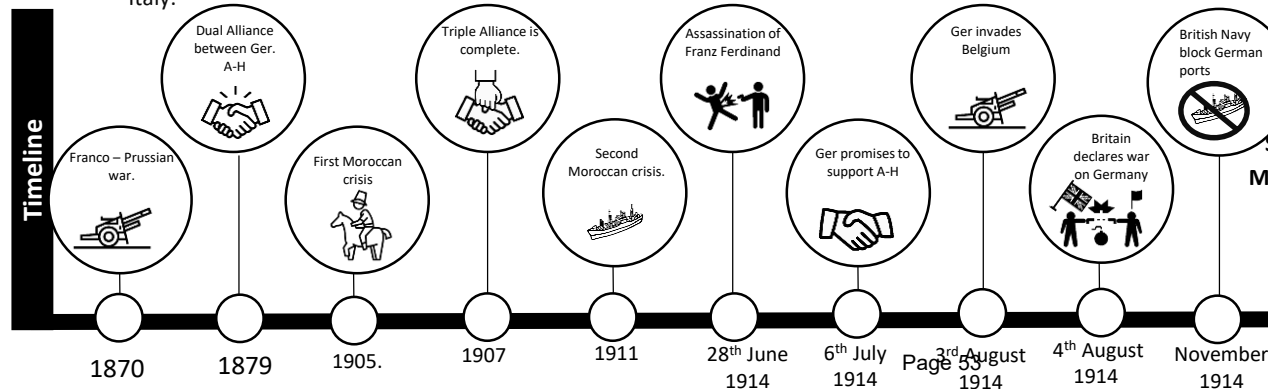 Italy.
Timeline
Franco – Prussian
war.
Dual Alliance
between Ger.
A-H
First Moroccan
crisis
Triple Alliance is
complete.
Second
Moroccan crisis.
Assassination of
Franz Ferdinand
Ger promises to
support A-H
Ger invades
Belgium
Britain
declares war
on Germany
British Navy
block German
ports
M
1870
1879
1905.
1907
1911
28th June
1914
6th July
1914
3rd August
1914
4th August
1914
November
1914
Page 53